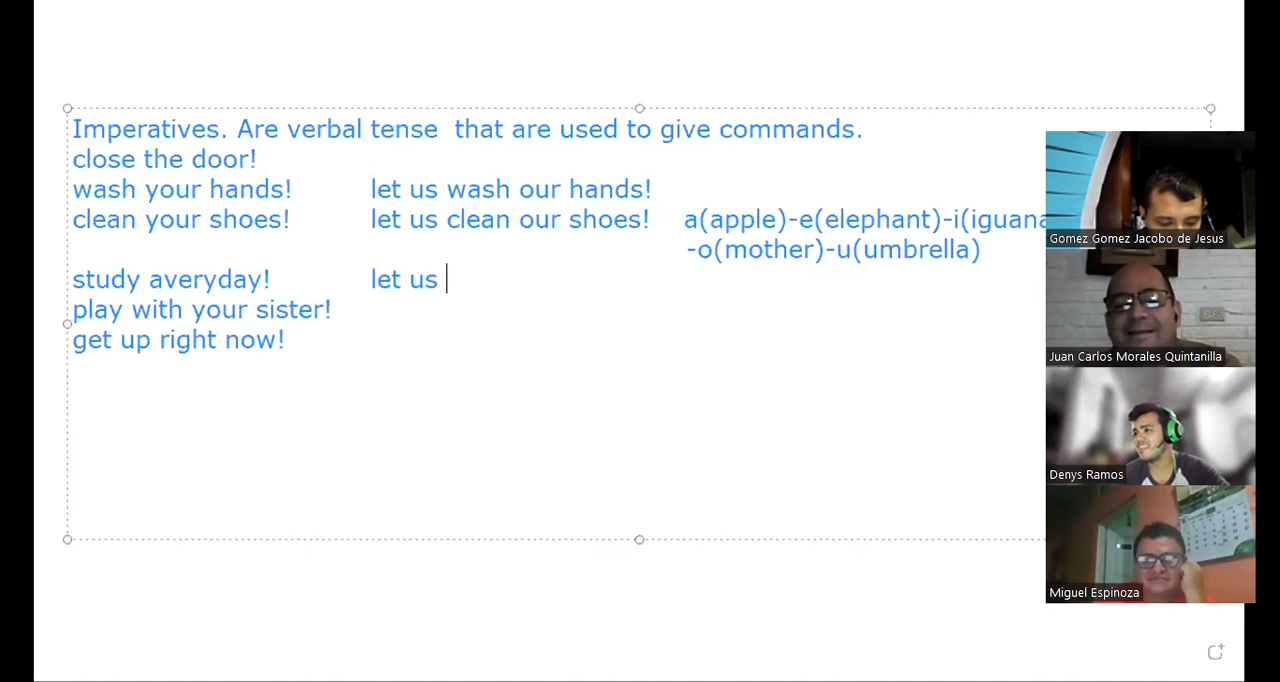 Imperatives. Are verbal tense  that are used to give commands.
close the door!
wash your hands! let us wash our hands!
clean your shoes! let us clean our shoes! a(apple)-e(elephant)-i(iguana
-o(mother)-u(umbrella)
study averyday! let us
play with your sister!
get up right now!
Gomez Gomez Jacobo de Jesus
Juan Carlos Morales Quintanilla
Denys Ramos
Miguel Espinoza